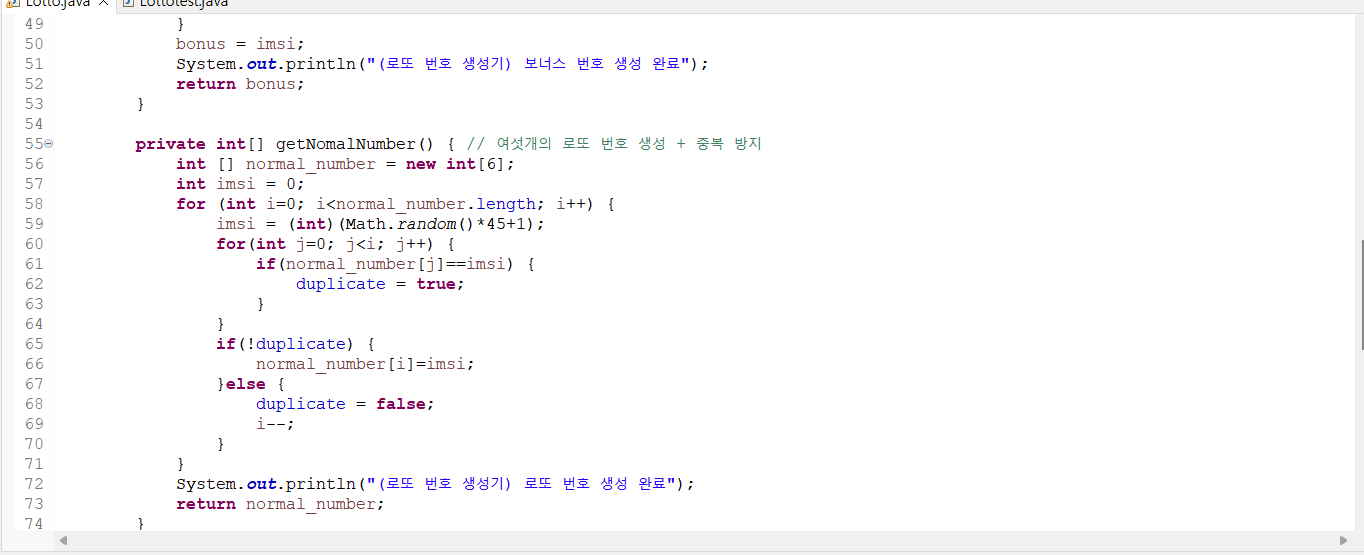 Lotto.java Lottotest.java
49 }
50 bonus = imsi;
51 System.out.println("(로또 번호 생성기) 보너스 번호 생성 완료");
52 return bonus;
53 }
54
55 private int[] getNomalNumber() { // 여섯개의 로또 번호 생성 + 중복 방지
56 int [] normal_number = new int[6];
57 int imsi = 0;
58 for (int i=0; i<normal_number.length; i++) {
59 imsi = (int)(Math.random()*45+1);
60 for(int j=0; j<i; j++) {
61 if(normal_number[j]==imsi) {
62 duplicate = true;
63 }
64 }
65 if(!duplicate) {
66 normal_number[i]=imsi;
67 }else {
68 duplicate = false;
69 i--;
70 }
71 }
72 System.out.println("(로또 번호 생성기) 로또 번호 생성 완료");
73 return normal_number;
74 }